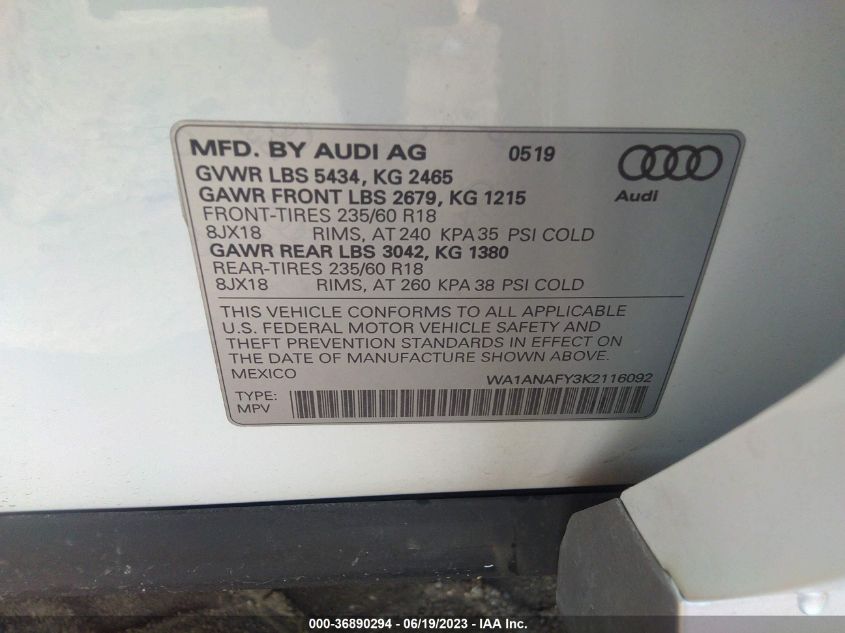 MFD. BY AUDI AG 0519
GVWR LBS 5434, KG 2465
GAWR FRONT LBS 2679, KG 1215
Audi
FRONT-TIRES 235/60 R18
8JX18 RIMS, AT 240 KPA 35 PSI COLD
GAWR REAR LBS 3042, KG 1380
REAR-TIRES 235/60 R18
8JX18 RIMS, AT 260 KPA 38 PSI COLD
THIS VEHICLE CONFORMS TO ALL APPLICABLE
U.S. FEDERAL MOTOR VEHICLE SAFETY AND
THEFT PREVENTION STANDARDS IN EFFECT ON
THE DATE OF MANUFACTURE SHOWN ABOVE.
MEXICO WA1ANAFY3K2116092
TYPE:
MPV
000-36890294 - 06/19/2023 - IAA Inc.